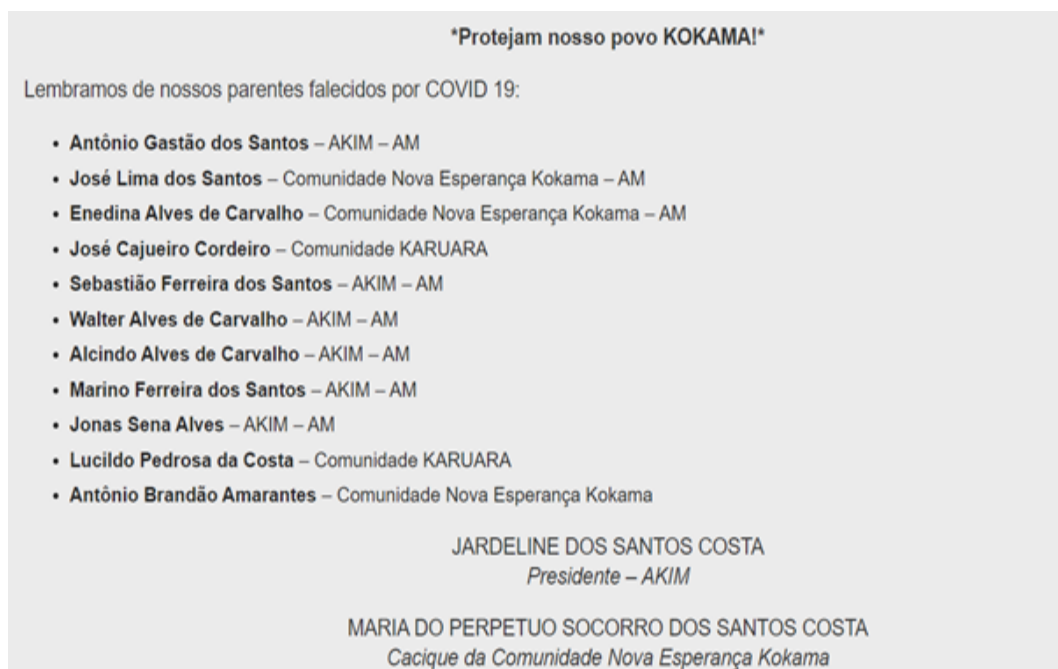 *Protejam nosso povo KOKAMA!*
Lembramos de nossos parentes falecidos por COVID 19:
• Antônio Gastão dos Santos – AKIM – AM
• José Lima dos Santos – Comunidade Nova Esperança Kokama – AM
• Enedina Alves de Carvalho – Comunidade Nova Esperança Kokama – AM
• José Cajueiro Cordeiro – Comunidade KARUARA
• Sebastião Ferreira dos Santos – AKIM – AM
• Walter Alves de Carvalho – AKIM – AM
• Alcindo Alves de Carvalho – AKIM – AM
• Marino Ferreira dos Santos – AKIM – AM
• Jonas Sena Alves – AKIM – AM
• Lucildo Pedrosa da Costa – Comunidade KARUARA
• Antônio Brandão Amarantes – Comunidade Nova Esperança Kokama
JARDELINE DOS SANTOS COSTA
Presidente – AKIM
MARIA DO PERPETUO SOCORRO DOS SANTOS COSTA
Cacique da Comunidade Nova Esperança Kokama